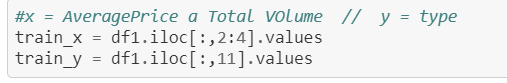 #x = AveragePrice a Total VOlume  //  y = type
train_x = df1.iloc[:,2:4].values
train_y = df1.iloc[:,11].values